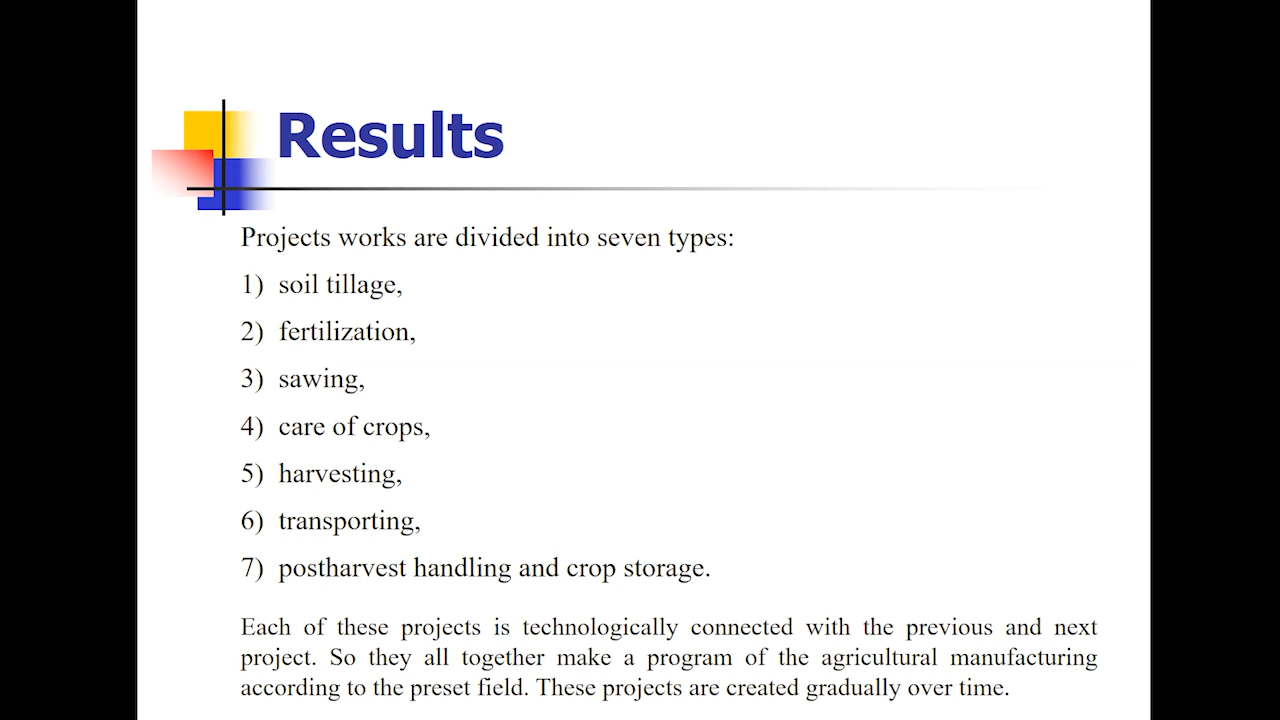 Results
Projects works are divided into seven types:
1) soil tillage,
2) fertilization,
3) sawing,
4) care of crops,
5) harvesting,
6) transporting,
7) postharvest handling and crop storage.
Each of these projects is technologically connected with the previous and next
project. So they all together make a program of the agricultural manufacturing
according to the preset field. These projects are created gradually over time.